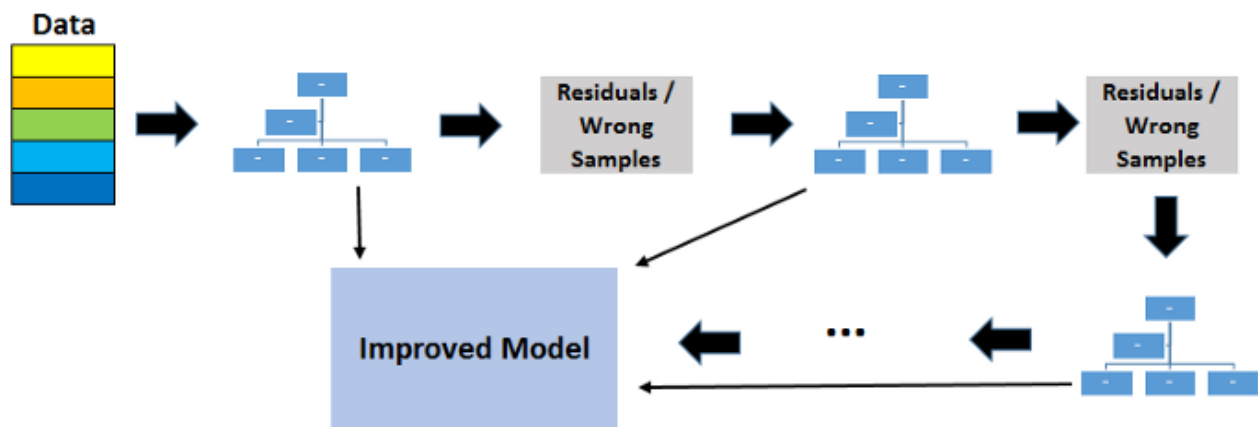 Data
-
-
- - -
Residuals /
Wrong
Samples
-
-
- - -
Residuals /
Wrong
Samples
Improved Model
...
-
-
- - -